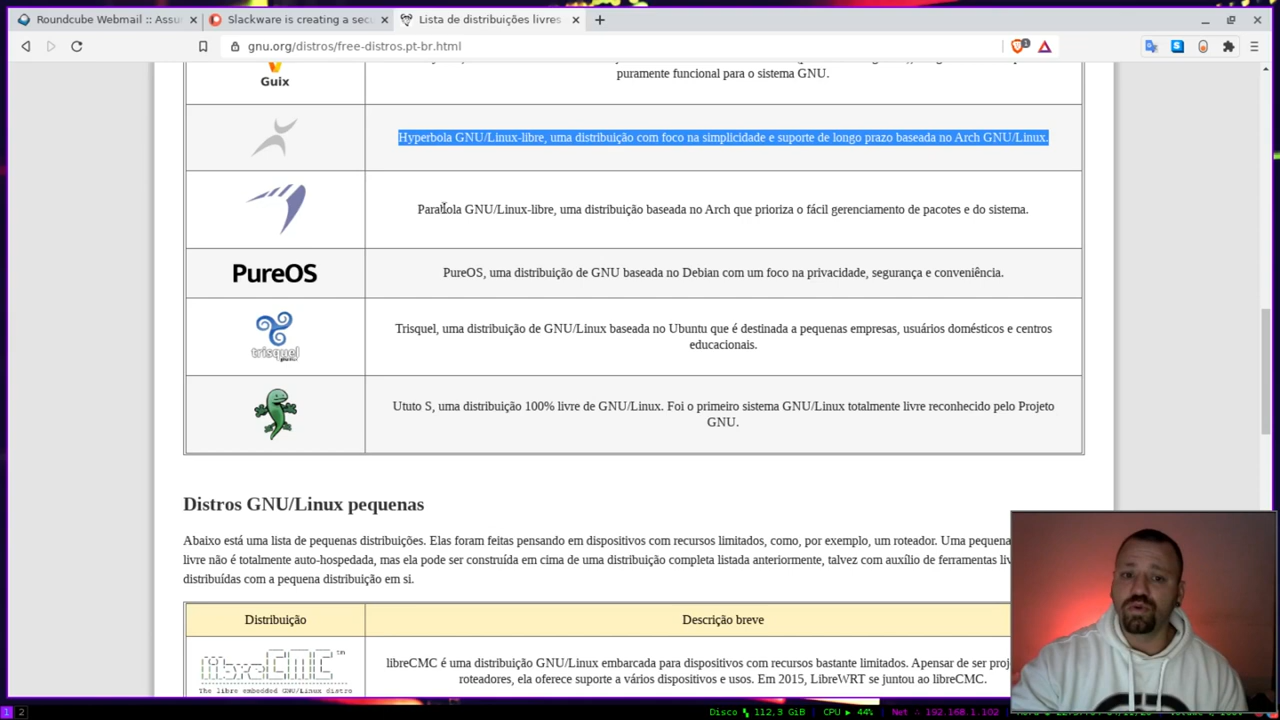 Roundcube Webmail :: Assu
Slackware is creating a sec
Lista de distribuições livres
gnu.org/distros/free-distros.pt-br.html
Guix
puramente funcional para o sistema GNU.
Hyperbola GNU/Linux-libre, uma distribuição com foco na simplicidade e suporte de longo prazo baseada no Arch GNU/Linux.
Parabola GNU/Linux-libre, uma distribuição baseada no Arch que prioriza o fácil gerenciamento de pacotes e do sistema.
PureOS
PureOS, uma distribuição de GNU baseada no Debian com um foco na privacidade, segurança e conveniência.
trisquel
Trisquel, uma distribuição de GNU/Linux baseada no Ubuntu que é destinada a pequenas empresas, usuários domésticos e centros
educacionais.
Ututo S, uma distribuição 100% livre de GNU/Linux. Foi o primeiro sistema GNU/Linux totalmente livre reconhecido pelo Projeto
GNU.
Distros GNU/Linux pequenas
Abaixo está uma lista de pequenas distribuições. Elas foram feitas pensando em dispositivos com recursos limitados, como, por exemplo, um roteador. Uma pequena
livre não é totalmente auto-hospedada, mas ela pode ser construída em cima de uma distribuição completa listada anteriormente, talvez com auxílio de ferramentas liv
distribuídas com a pequena distribuição em si.
Distribuição
Descrição breve
libreCMC
The libre embedded GNU/Linux distro
libreCMC é uma distribuição GNU/Linux embarcada para dispositivos com recursos bastante limitados. Apesar de ser proj
roteadores, ela oferece suporte a vários dispositivos e usos. Em 2015, LibreWRT se juntou ao libreCMC.
1 2
Disco 112,3 GiB CPU 44% Net 192.168.1.102